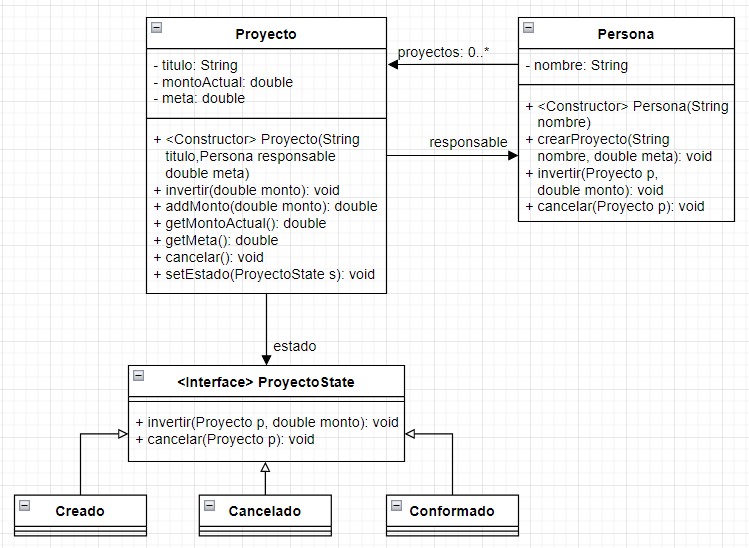 Proyecto
- titulo: String
- montoActual: double
- meta: double
+ <Constructor> Proyecto(String
titulo,Persona responsable
double meta)
+ invertir(double monto): void
+ addMonto(double monto): double
+ getMontoActual(): double
+ getMeta(): double
+ cancelar(): void
+ setEstado(ProyectoState s): void
proyectos: 0..*
responsable
Persona
- nombre: String
+ <Constructor> Persona(String
nombre)
+ crearProyecto(String
nombre, double meta): void
+ invertir(Proyecto p,
double monto): void
+ cancelar(Proyecto p): void
estado
<Interface> ProyectoState
+ invertir(Proyecto p, double monto): void
+ cancelar(Proyecto p): void
Creado
Cancelado
Conformado